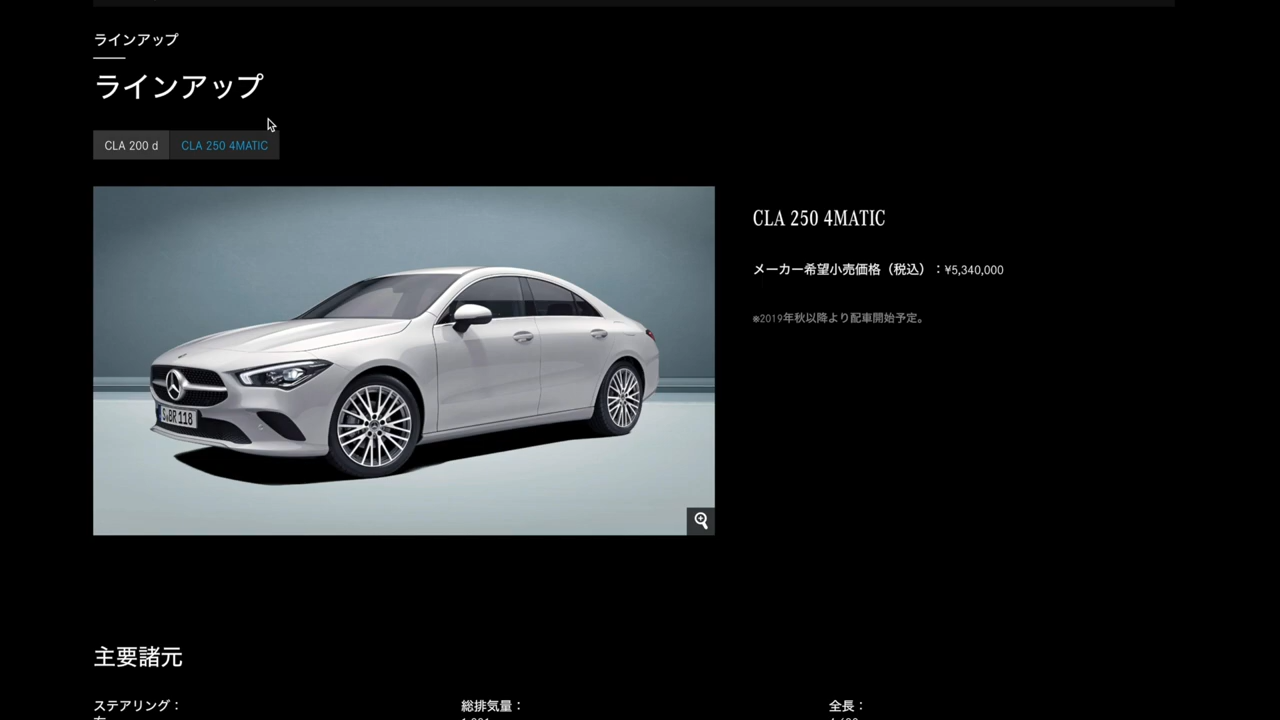 ラインアップ
ラインアップ
CLA 200 d
CLA 250 4MATIC
CLA 250 4MATIC
メーカー希望小売価格（税込）：¥5,340,000
※2019年秋以降より配車開始予定。
S:BR 118
主要諸元
ステアリング：
総排気量：
全長：